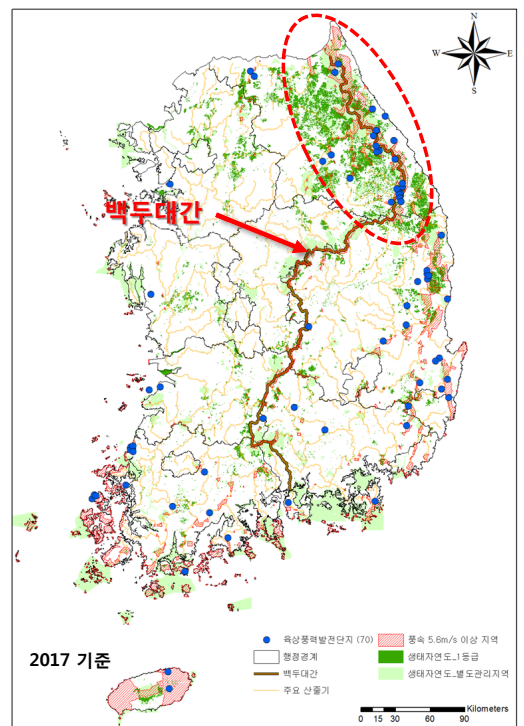 N
W
E
S
백두대간
2017 기준
육상풍력발전단지 (70)
행정경계
백두대간
주요 산줄기
풍속 5.6m/s 이상 지역
생태자연도_1등급
생태자연도_별도관리지역
Kilometers
0 15 30 60 90